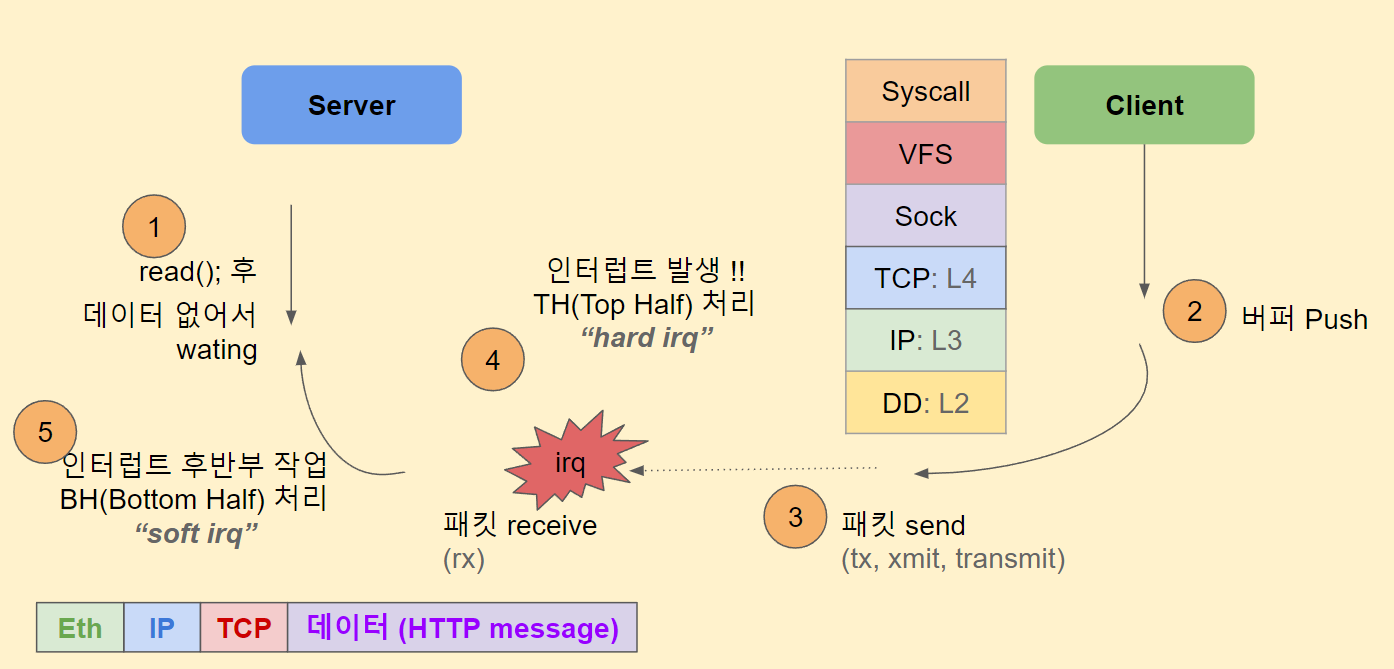 Server
Client
Syscall
VFS
Sock
TCP: L4
IP: L3
DD: L2
1
read(); 후
데이터 없어서
wating
2
버퍼 Push
3
패킷 send
(tx, xmit, transmit)
인터럽트 발생 !!
TH(Top Half) 처리
“hard irq”
4
irq
패킷 receive
(rx)
5
인터럽트 후반부 작업
BH(Bottom Half) 처리
“soft irq”
Eth IP TCP 데이터 (HTTP message)